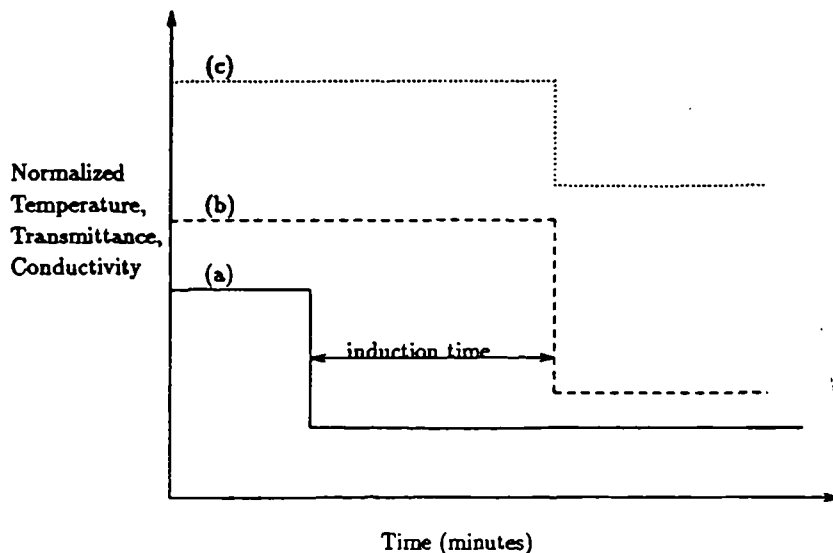 (c)
Normalized
Temperature,
Transmittance,
Conductivity
(b)
(a)
induction time
Time (minutes)